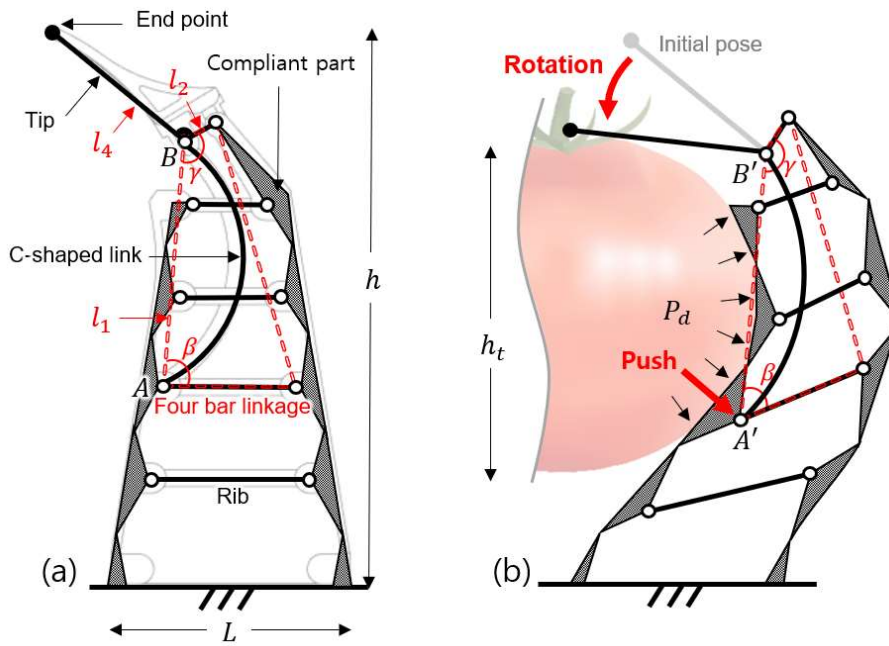 End point
Compliant part
l₂
Tip
l₄
B
γ
C-shaped link
h
l₁
β
A
Four bar linkage
Rib
(a)
L
Initial pose
Rotation
B′
γ
P_d
h_t
Push
β
A′
(b)